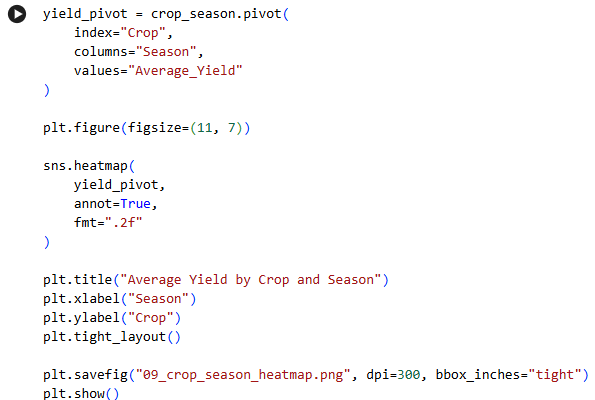 yield_pivot = crop_season.pivot(
    index="Crop",
    columns="Season",
    values="Average_Yield"
)

plt.figure(figsize=(11, 7))

sns.heatmap(
    yield_pivot,
    annot=True,
    fmt=".2f"
)

plt.title("Average Yield by Crop and Season")
plt.xlabel("Season")
plt.ylabel("Crop")
plt.tight_layout()

plt.savefig("09_crop_season_heatmap.png", dpi=300, bbox_inches="tight")
plt.show()